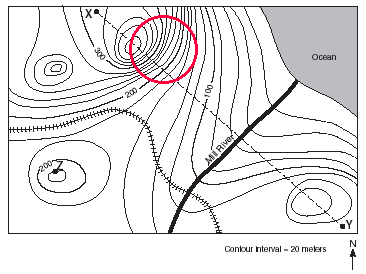 X
300
Ocean
200
100
Mill River
200
Z
Y
Contour interval = 20 meters
N